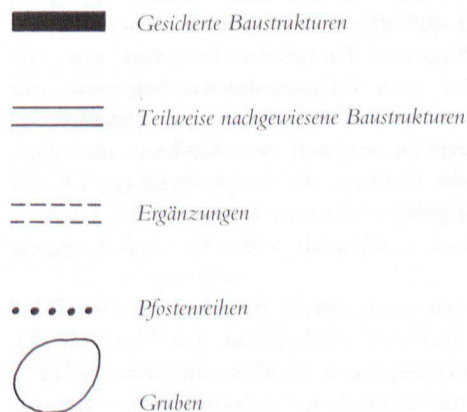 Gesicherte Baustrukturen
Teilweise nachgewiesene Baustrukturen
Ergänzungen
Pfostenreihen
Gruben